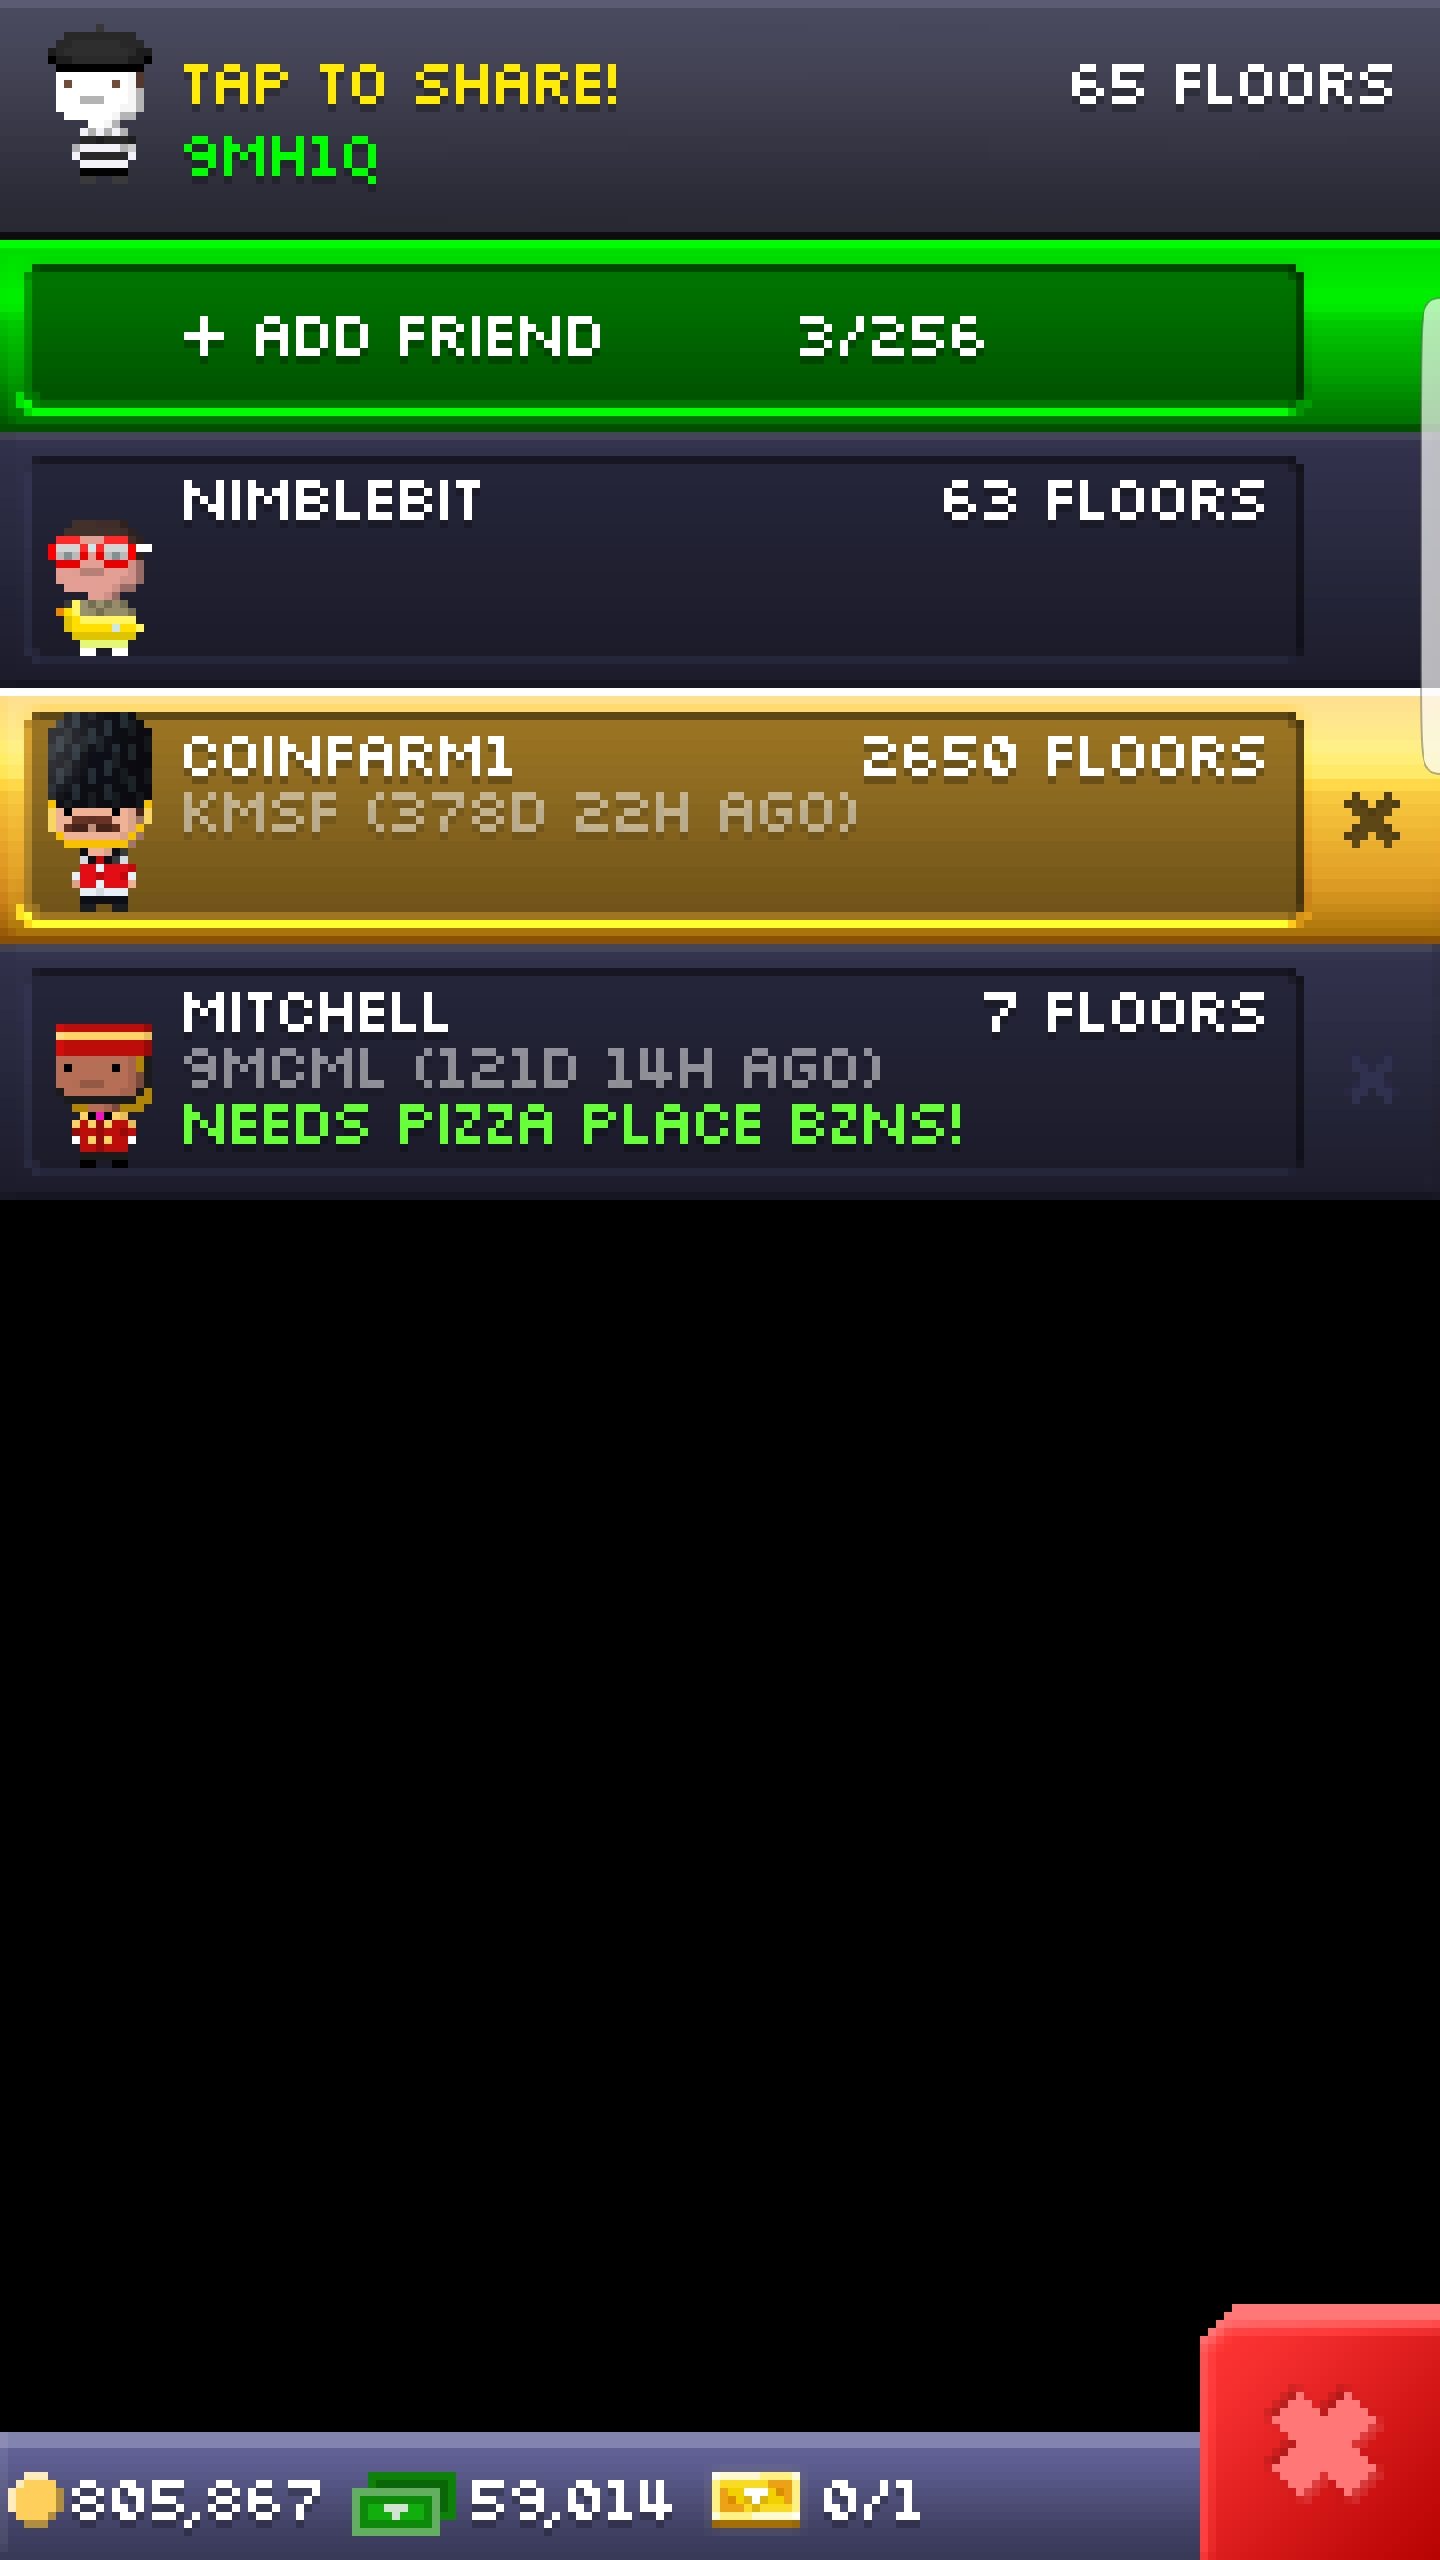 TAP TO SHARE! 65 FLOORS
9MH1Q
+ ADD FRIEND 3/256
NIMBLEBIT 63 FLOORS
COINFARM1 2650 FLOORS
KMSF (378D 22H AGO)
MITCHELL 7 FLOORS
9MCML (121D 14H AGO)
NEEDS PIZZA PLACE BZNS!
805,867 59,014 0/1